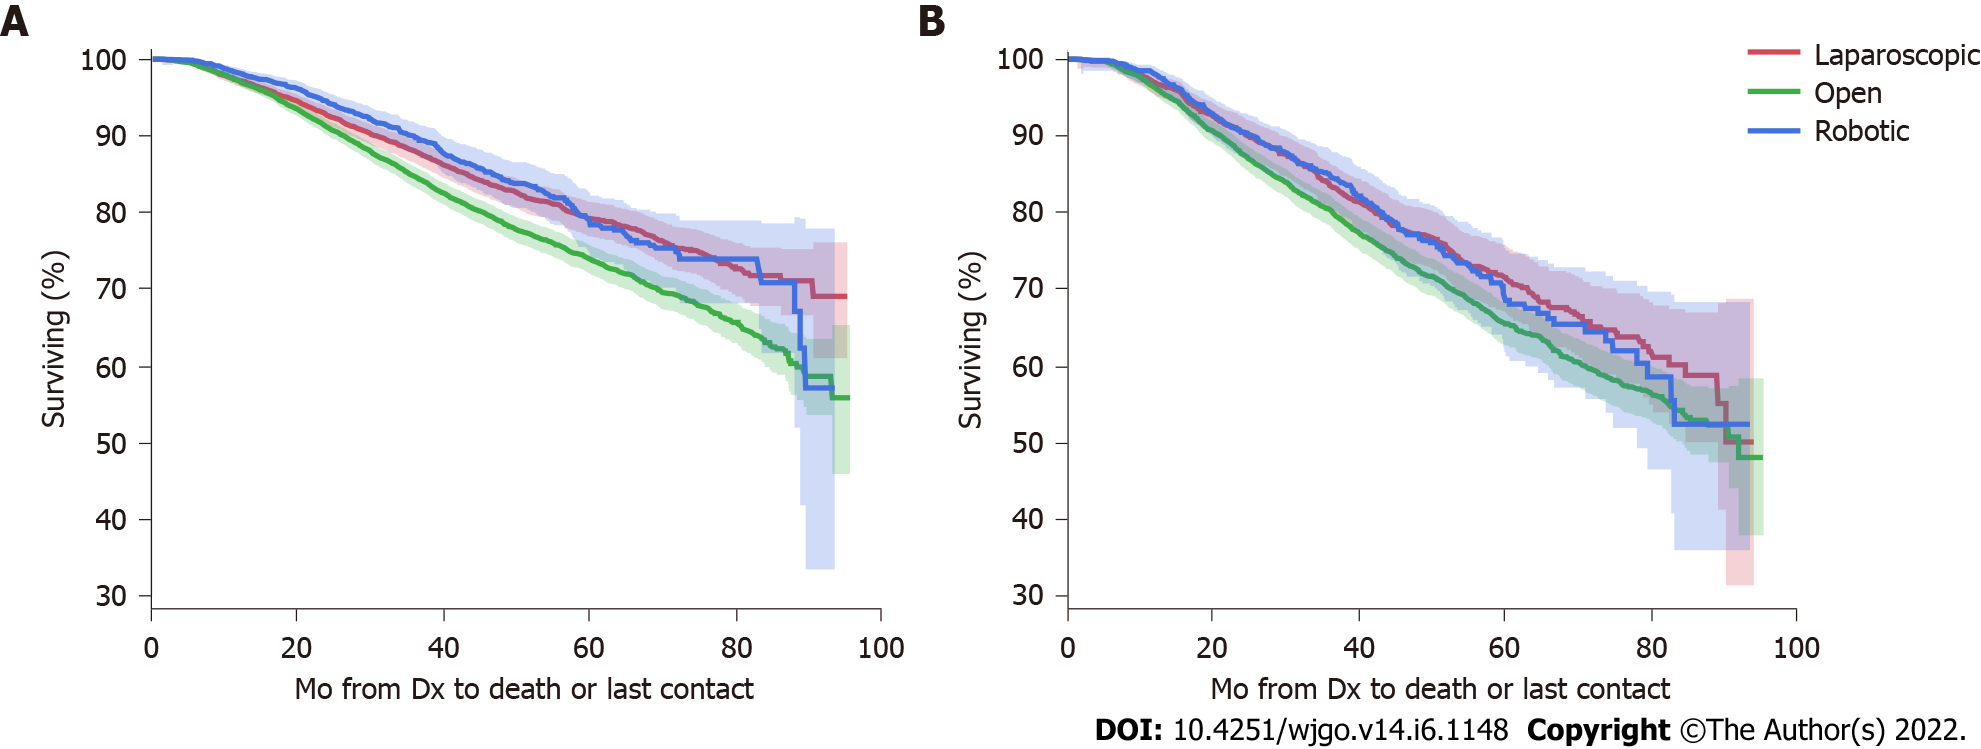 A
B
100
90
80
70
60
50
40
30
Surviving (%)
0 20 40 60 80 100
Mo from Dx to death or last contact
100
90
80
70
60
50
40
30
Surviving (%)
0 20 40 60 80 100
Mo from Dx to death or last contact
Laparoscopic
Open
Robotic
DOI: 10.4251/wjgo.v14.i6.1148 Copyright ©The Author(s) 2022.